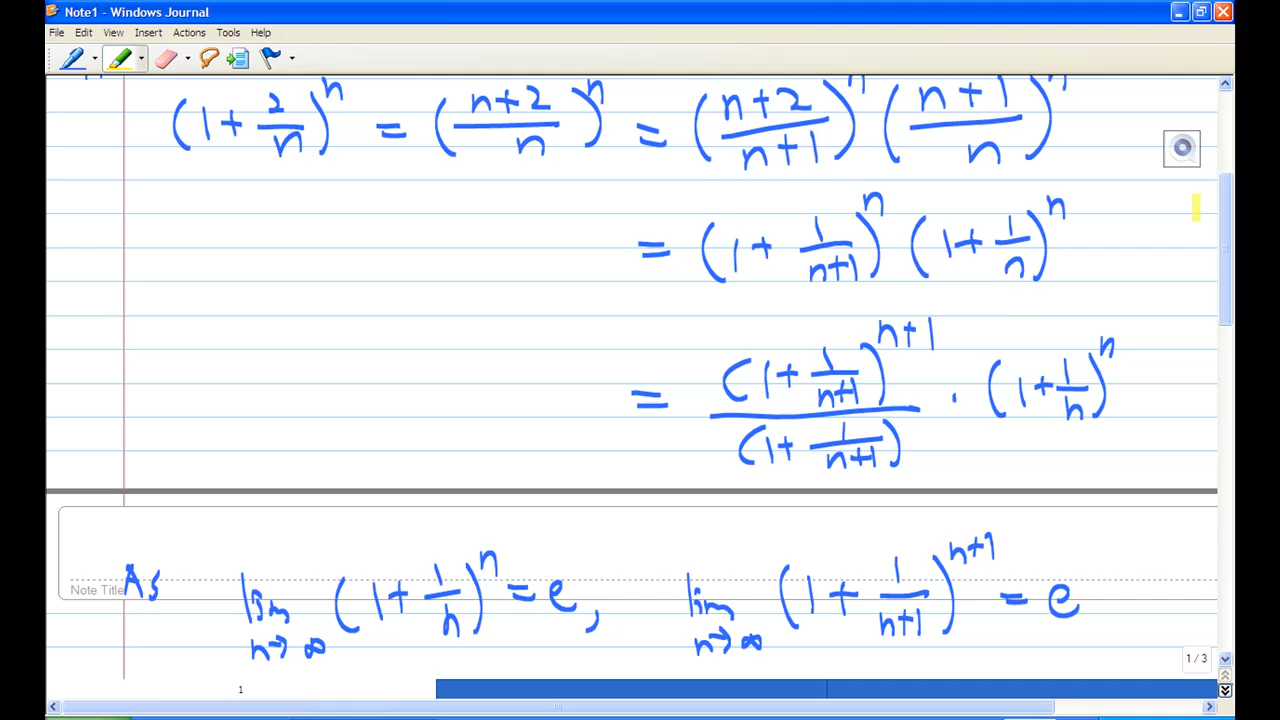 Note1 - Windows Journal
File Edit View Insert Actions Tools Help
(1 + 2/n)^n = (n+2/n)^n = (n+2/n+1)^n (n+1/n)^n
= (1 + 1/n+1)^n (1 + 1/n)^n
= (1 + 1/n+1)^n+1 / (1 + 1/n+1) · (1 + 1/n)^n
Note Title
As lim n→∞ (1 + 1/n)^n = e, lim n→∞ (1 + 1/n+1)^n+1 = e
1 / 3
1